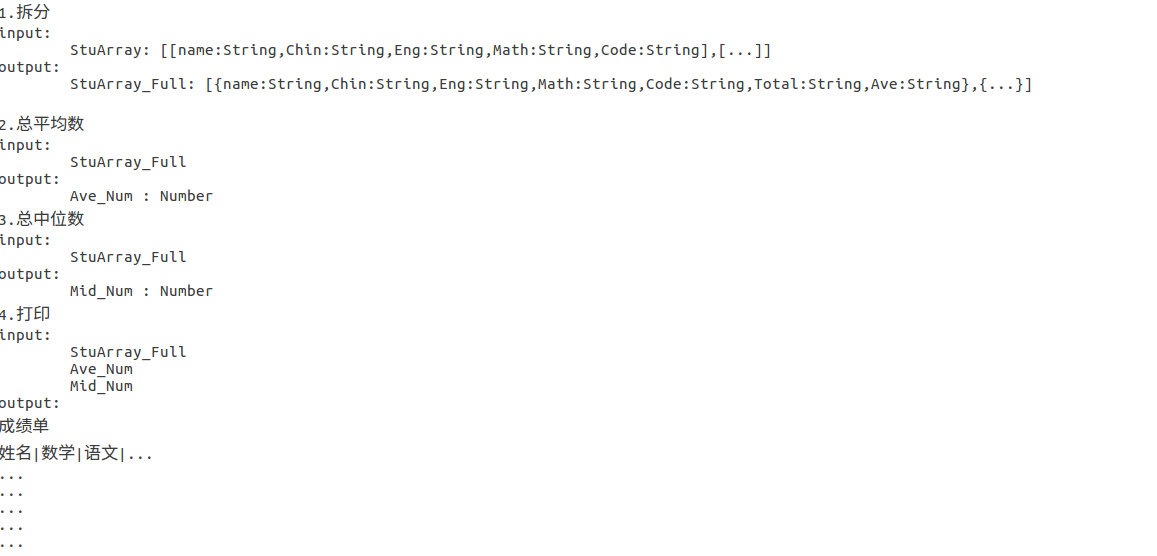 1.拆分
input:
StuArray: [[name:String,Chin:String,Eng:String,Math:String,Code:String],[...]]
output:
StuArray_Full: [{name:String,Chin:String,Eng:String,Math:String,Code:String,Total:String,Ave:String},{...}]
2.总平均数
input:
StuArray_Full
output:
Ave_Num : Number
3.总中位数
input:
StuArray_Full
output:
Mid_Num : Number
4.打印
input:
StuArray_Full
Ave_Num
Mid_Num
output:
成绩单
姓名|数学|语文|...
...
...
...
...
...